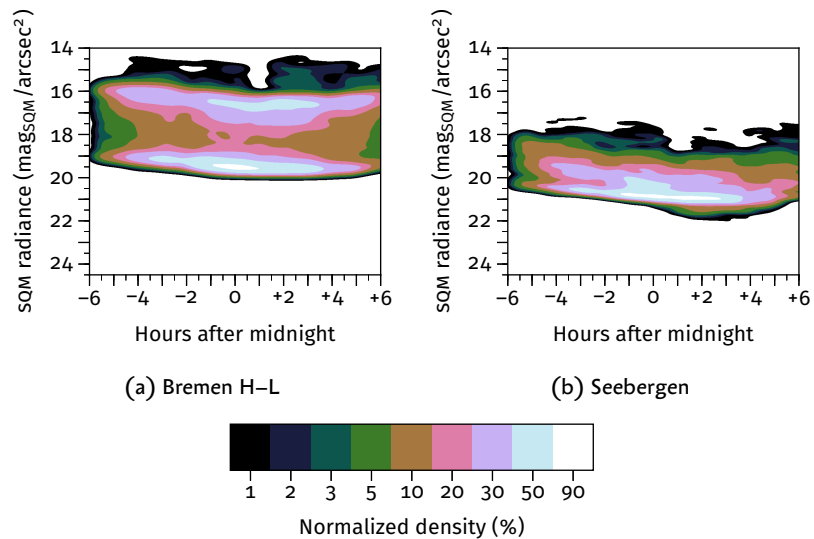 14
16
18
20
22
24
SQM radiance (mag_SQM/arcsec²)
−6 −4 −2 0 +2 +4 +6
Hours after midnight
(a) Bremen H–L
14
16
18
20
22
24
SQM radiance (mag_SQM/arcsec²)
−6 −4 −2 0 +2 +4 +6
Hours after midnight
(b) Seebergen
1 2 3 5 10 20 30 50 90
Normalized density (%)